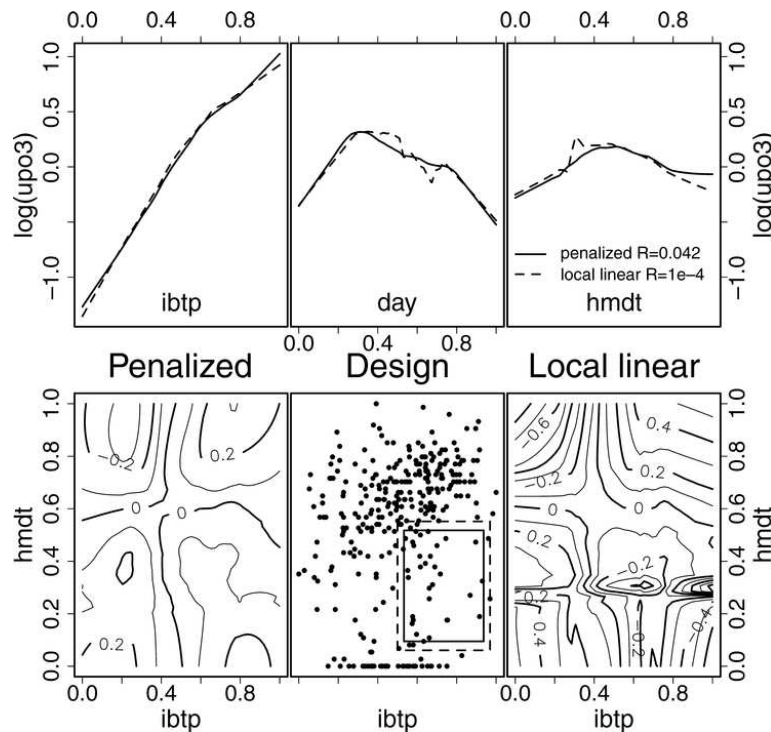 0.0 0.4 0.8
0.0 0.4 0.8
log(upo3)
−1.0 0.0 0.5 1.0
ibtp
day
hmdt
penalized R=0.042
local linear R=1e−4
−1.0 0.0 0.5 1.0
log(upo3)
0.0 0.4 0.8
Penalized
Design
Local linear
hmdt
0.0 0.2 0.4 0.6 0.8 1.0
−0.2
0.2
0
0
0.2
−0.2
−0.6
0.4
0.2
0
0
0.2
−0.2
−0.2
0.4
−0.2
−0.4
0.0 0.2 0.4 0.6 0.8 1.0
hmdt
0.0 0.4 0.8
0.0 0.4 0.8
ibtp
ibtp
ibtp